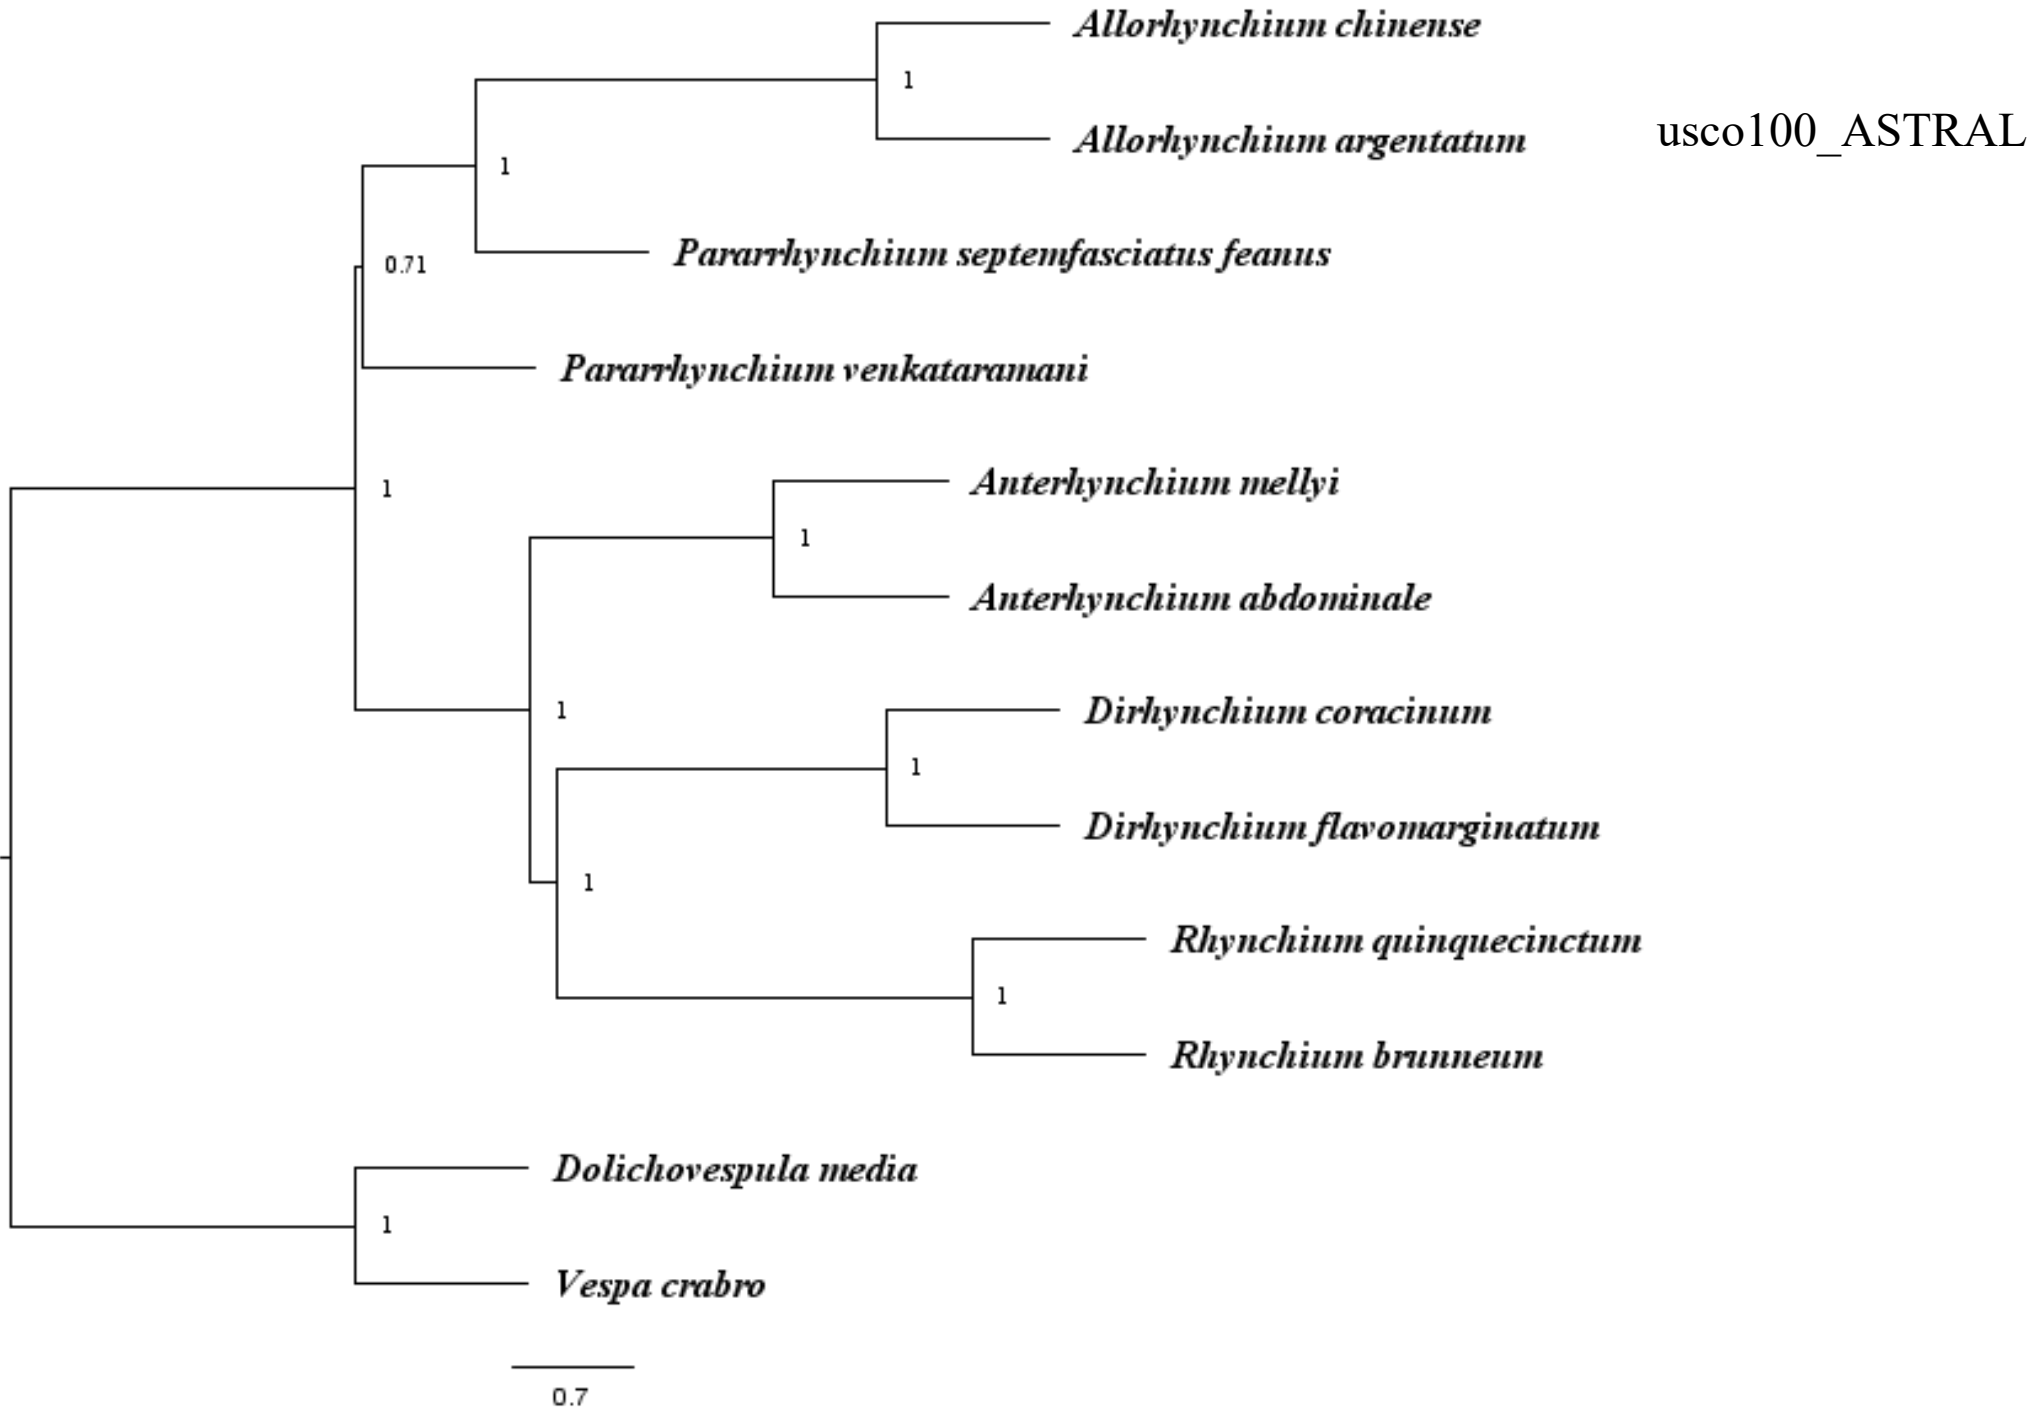 Allorhynchium chinense
1
Allorhynchium argentatum
usco100_ASTRAL
1
Pararrhynchium septemfasciatus feanus
0.71
Pararrhynchium venkataramani
Anterhynchium mellyi
1
1
Anterhynchium abdominale
Dirhynchium coracinum
1
1
Dirhynchium flavomarginatum
1
Rhynchium quinquecinctum
1
Rhynchium brunneum
Dolichovespula media
1
Vespa crabro
0.7